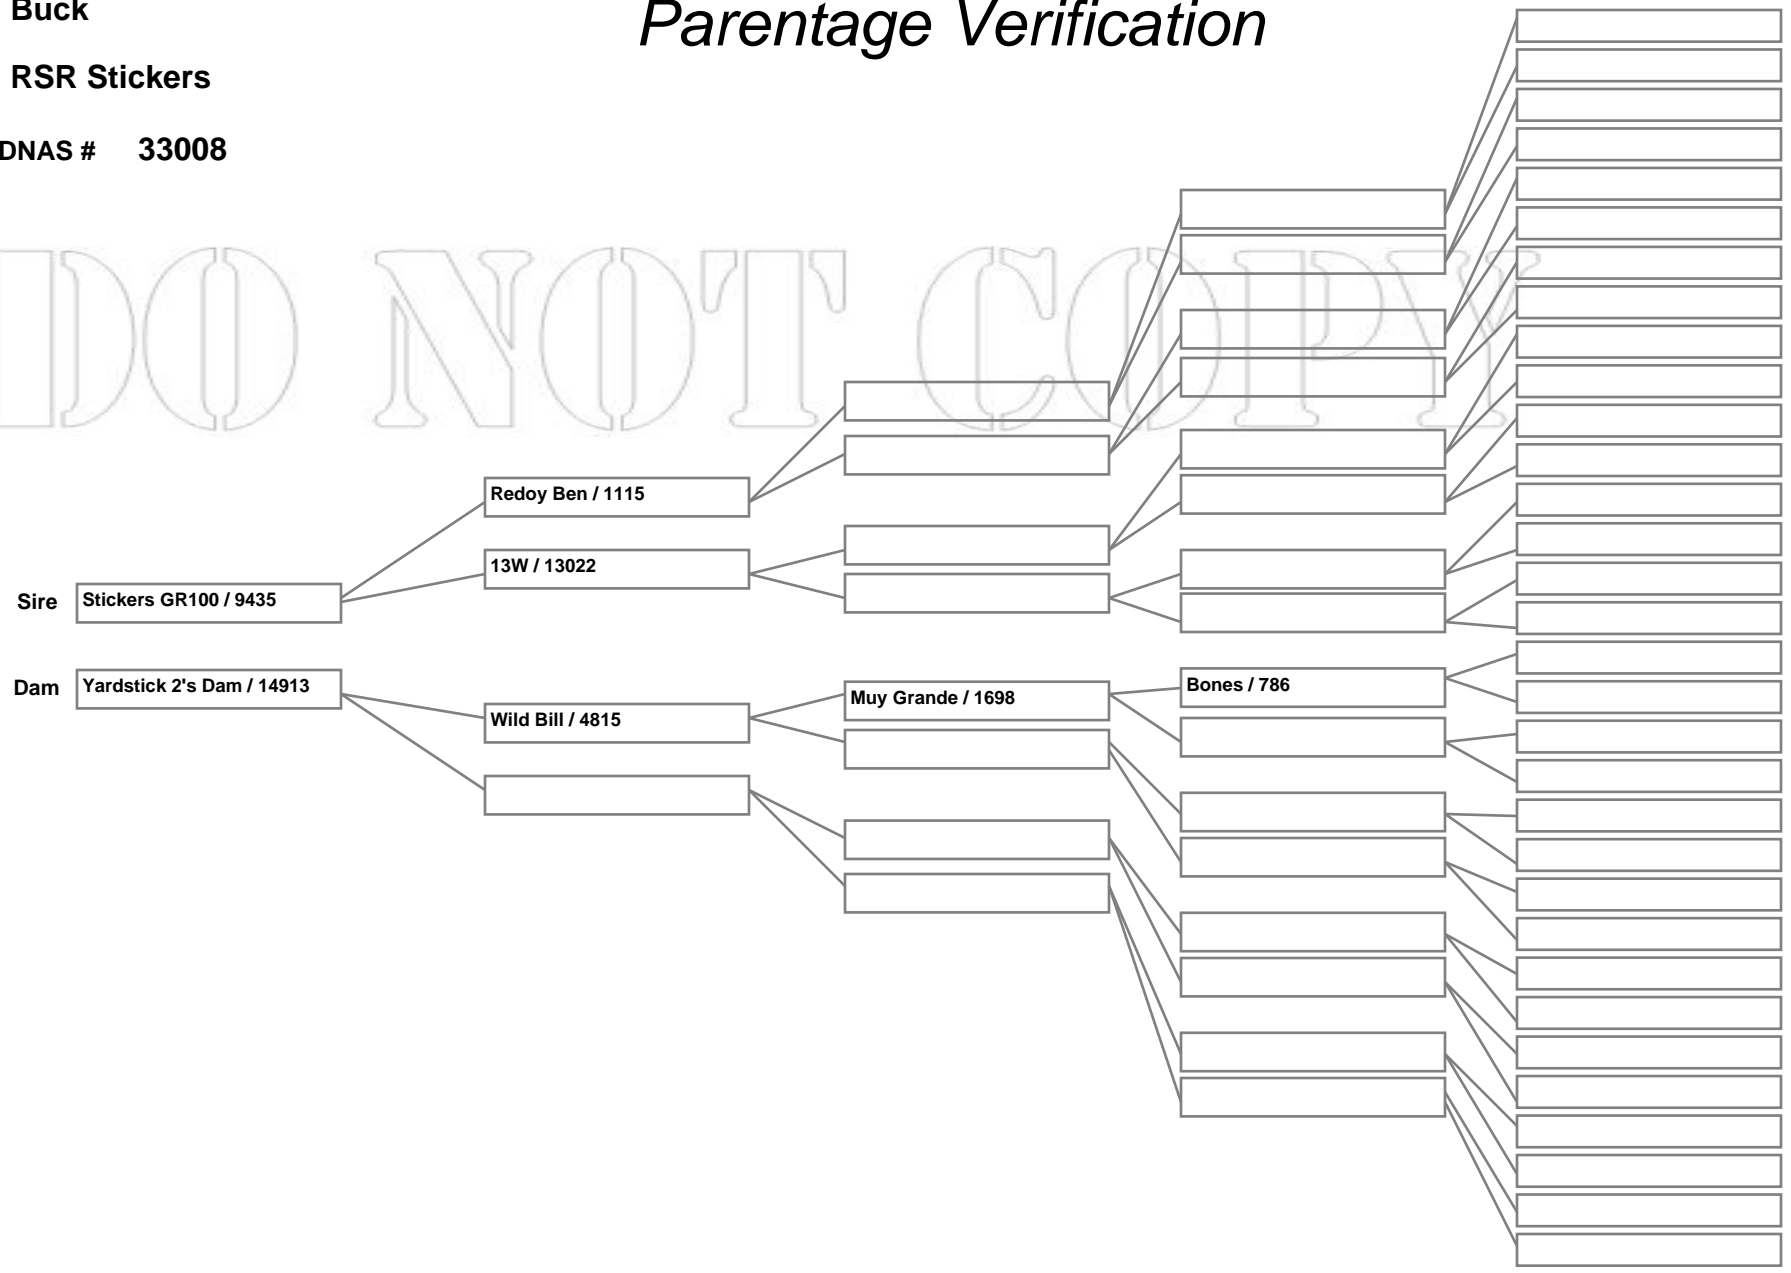 Buck
Parentage Verification
RSR Stickers
DNAS # 33008
DO NOT COPY
Redoy Ben / 1115
13W / 13022
Sire Stickers GR100 / 9435
Dam Yardstick 2's Dam / 14913
Bones / 786
Muy Grande / 1698
Wild Bill / 4815